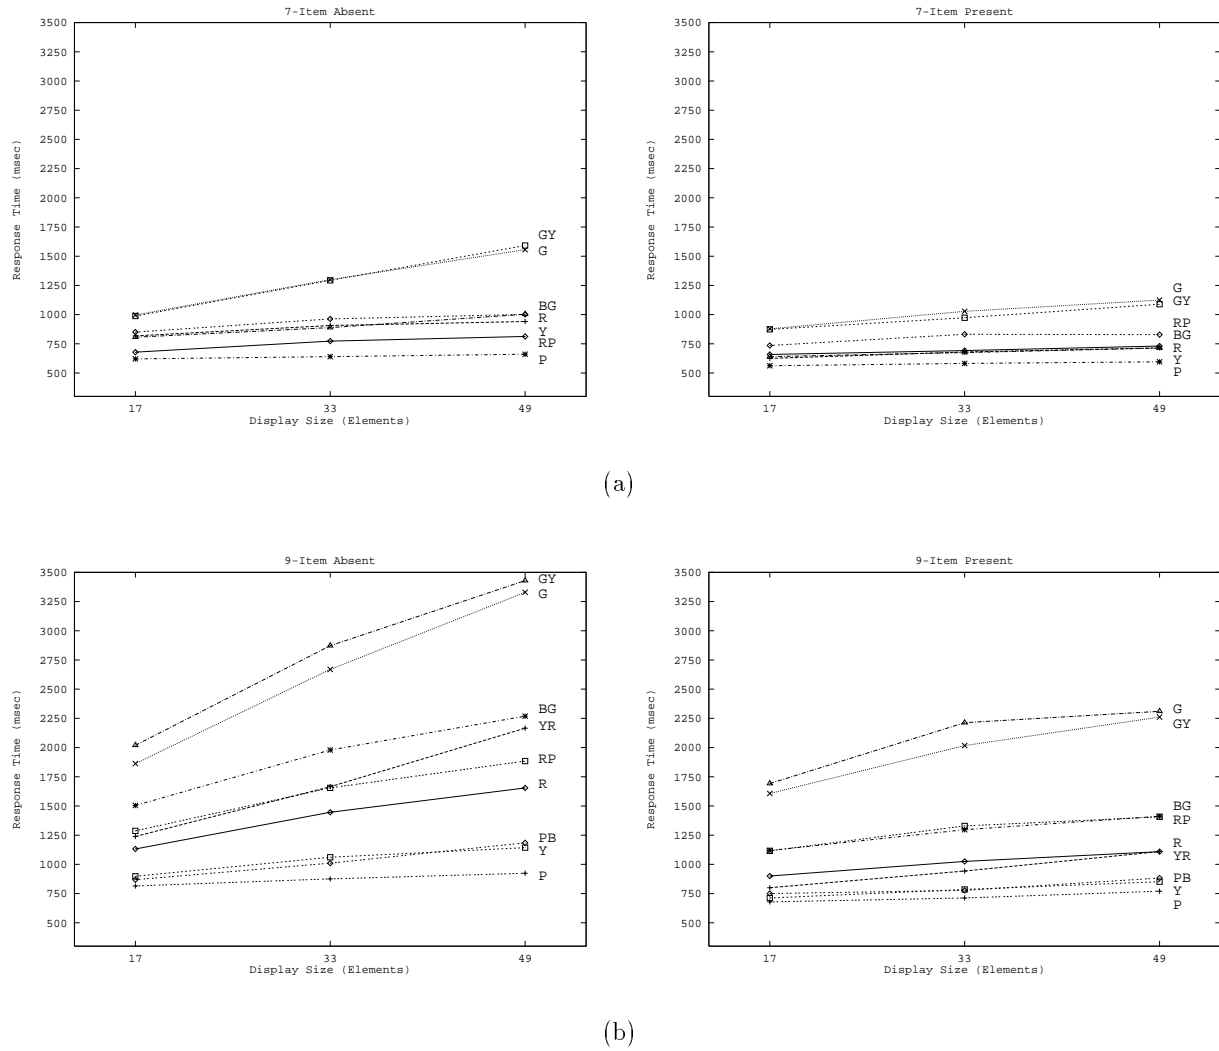 7-Item Absent
3500
3250
3000
2750
2500
2250
2000
1750
1500
1250
1000
750
500
Response Time (msec)
GY
G
BG
R
Y
RP
P
17 33 49
Display Size (Elements)
7-Item Present
3500
3250
3000
2750
2500
2250
2000
1750
1500
1250
1000
750
500
Response Time (msec)
G
GY
RP
BG
R
Y
P
17 33 49
Display Size (Elements)
(a)
9-Item Absent
3500
3250
3000
2750
2500
2250
2000
1750
1500
1250
1000
750
500
Response Time (msec)
GY
G
BG
YR
RP
R
PB
Y
P
17 33 49
Display Size (Elements)
9-Item Present
3500
3250
3000
2750
2500
2250
2000
1750
1500
1250
1000
750
500
Response Time (msec)
G
GY
BG
RP
R
YR
PB
Y
P
17 33 49
Display Size (Elements)
(b)